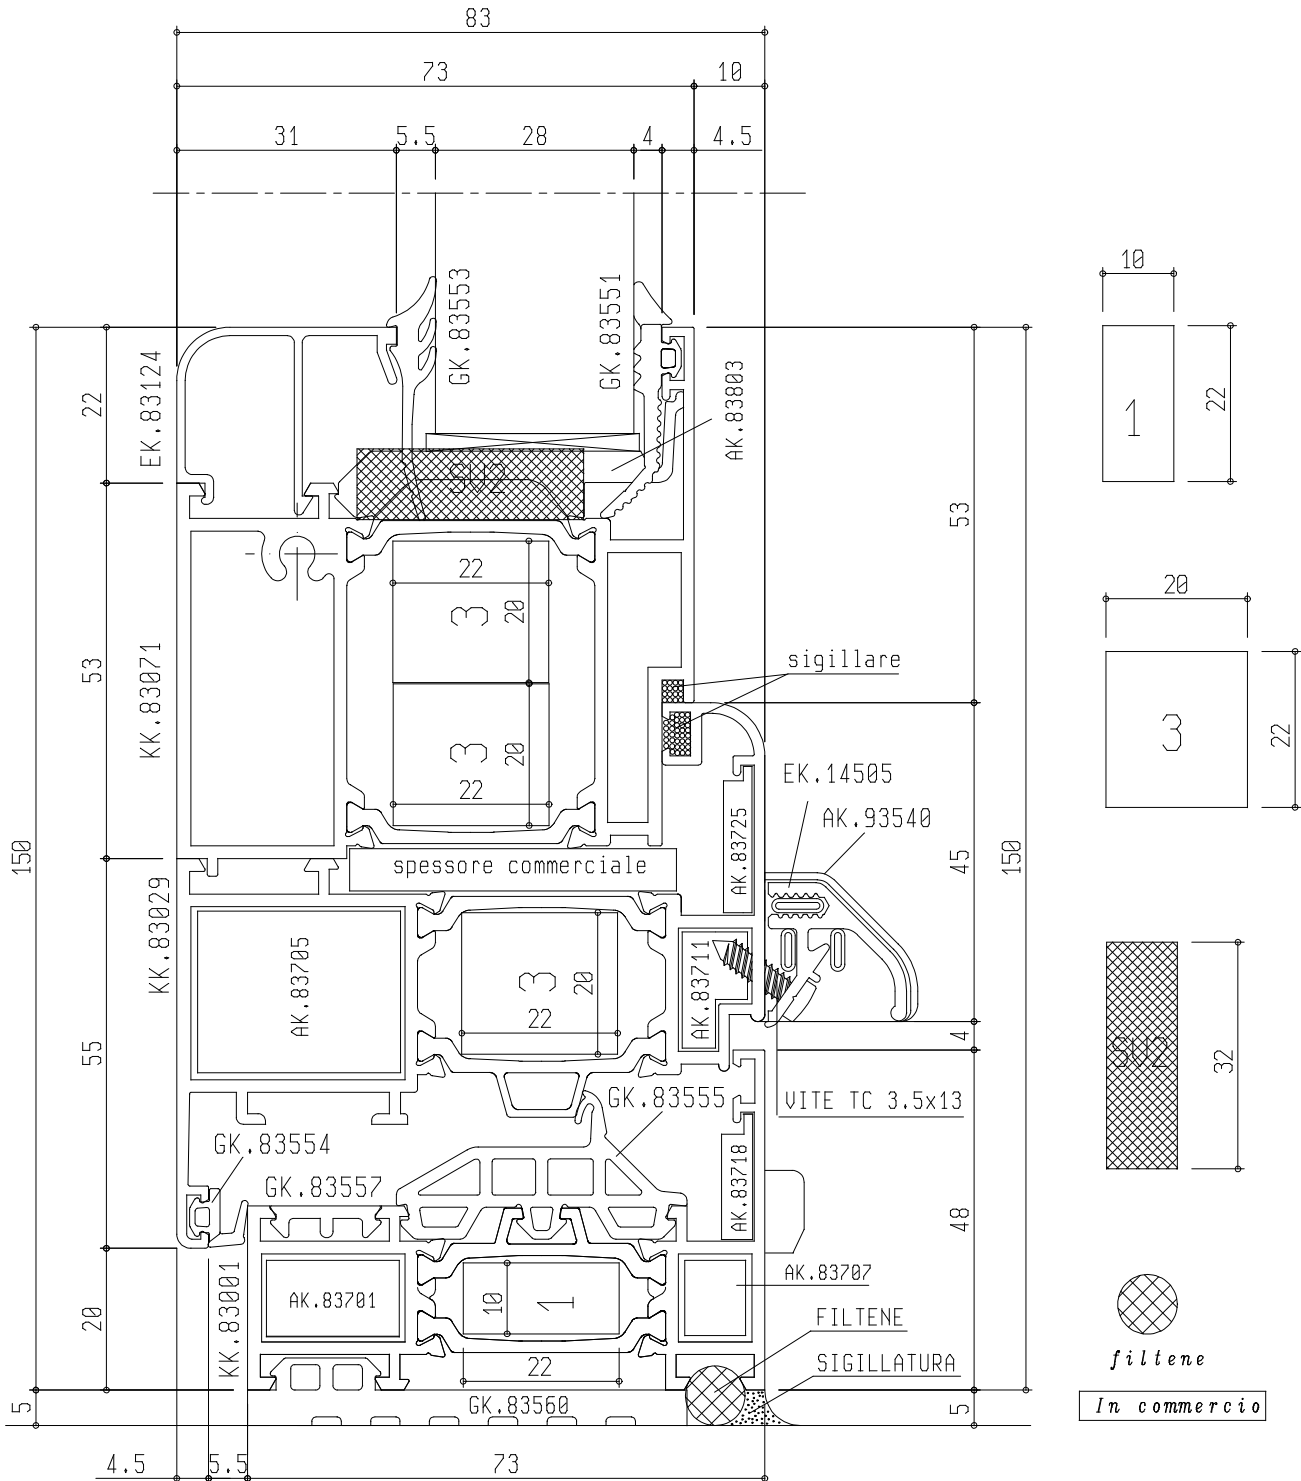 83
73
10
31
5.5
28
4
4.5
GK.83553
GK.83551
EK.83124
AK.83803
22
SV2
10
1
22
53
22
3
20
KK.83071
53
sigillare
3
20
22
20
3
22
EK.14505
AK.93540
AK.83725
45
150
150
spessore commerciale
KK.83029
AK.83705
3
20
22
AK.83711
SV2
32
4
55
GK.83555
VITE TC 3.5x13
GK.83554
GK.83557
AK.83718
48
KK.83001
AK.83701
10
1
AK.83707
20
FILTENE
filtene
22
SIGILLATURA
GK.83560
5
5
In commercio
4.5
5.5
73